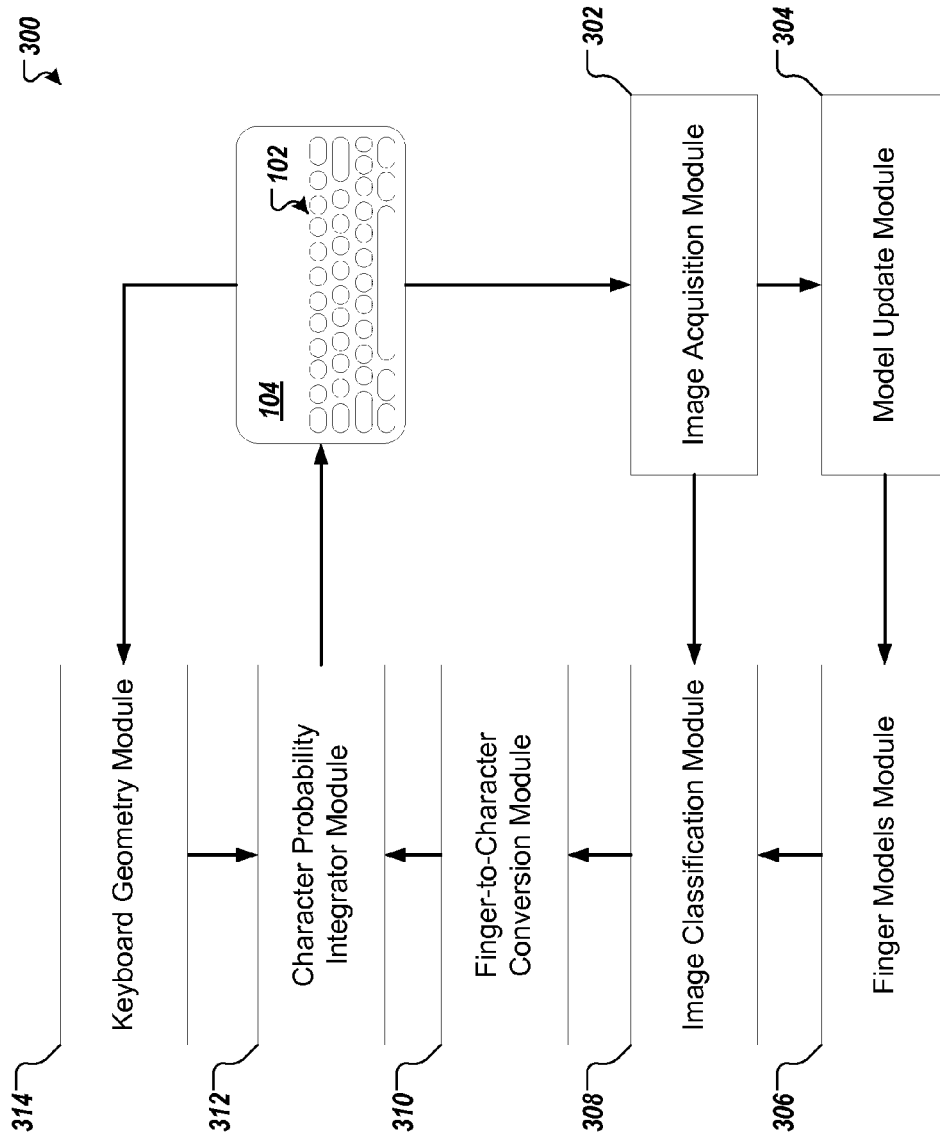 306
308
310
312
314
Finger Models Module
Image Classification Module
Finger-to-Character
Conversion Module
Character Probability
Integrator Module
Keyboard Geometry Module
104
102
Model Update Module
Image Acquisition Module
304
302
300